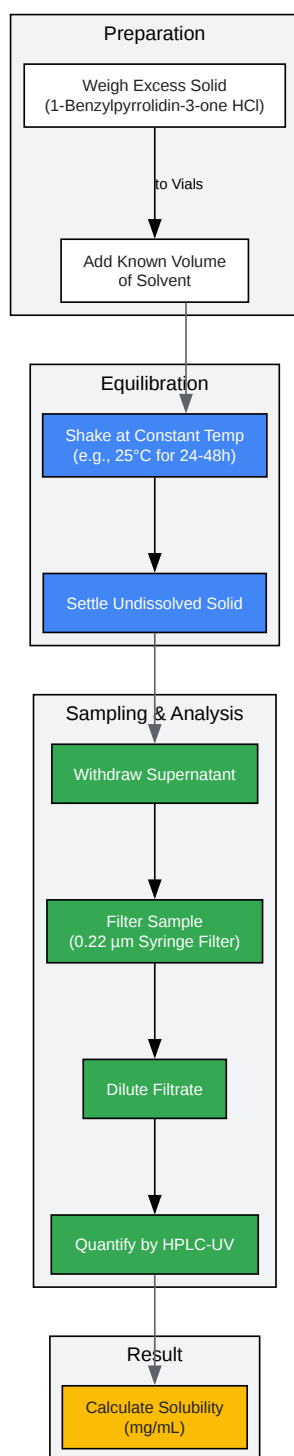 Preparation
Weigh Excess Solid
(1-Benzylpyrrolidin-3-one HCl)
to Vials
Add Known Volume
of Solvent
Equilibration
Shake at Constant Temp
(e.g., 25°C for 24-48h)
Settle Undissolved Solid
Sampling & Analysis
Withdraw Supernatant
Filter Sample
(0.22 µm Syringe Filter)
Dilute Filtrate
Quantify by HPLC-UV
Result
Calculate Solubility
(mg/mL)